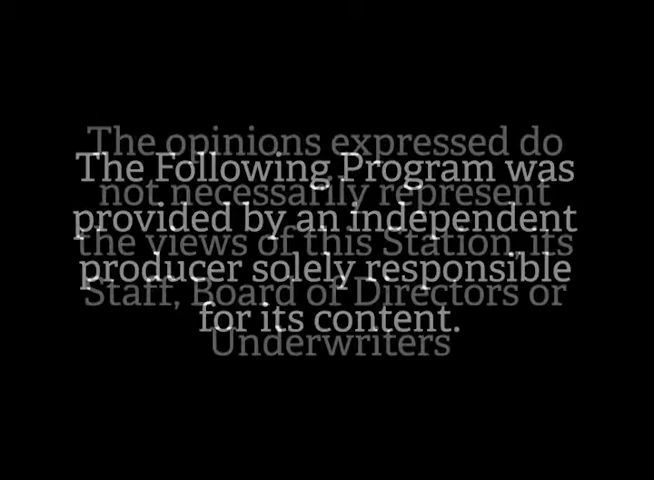 The opinions expressed do
The Following Program was
not necessarily represent
provided by an independent
the views of this Station, its
producer solely responsible
Staff, Board of Directors or
for its content.
Underwriters